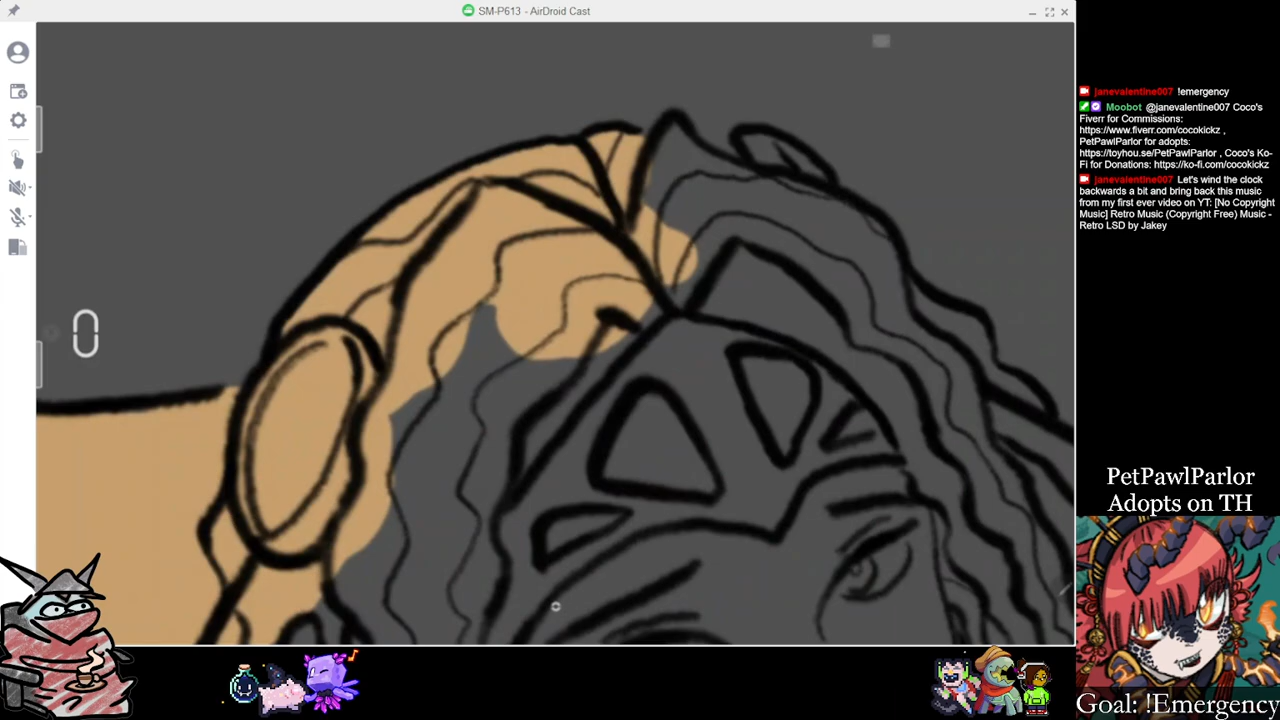 SM-P613 - AirDroid Cast
janevalentine007 !emergency
Moobot @janevalentine007 Coco's
Fiverr for Commissions:
https://www.fiverr.com/cocokickz ,
PetPawlParlor for adopts:
https://toyhou.se/PetPawlParlor , Coco's Ko-
Fi for Donations: https://ko-fi.com/cocokickz
janevalentine007 Let's wind the clock
backwards a bit and bring back this music
from my first ever video on YT: [No Copyright
Music] Retro Music (Copyright Free) Music -
Retro LSD by Jakey
0
PetPawlParlor
Adopts on TH
Goal: !Emergency